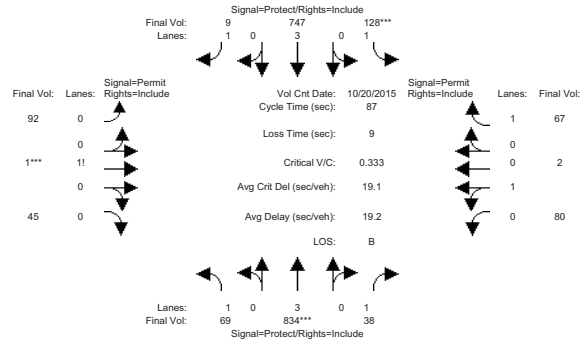 Signal=Protect/Rights=Include
Final Vol: 9 747 128***
Lanes: 1 0 3 0 1
Signal=Permit Signal=Permit
Final Vol: Lanes: Rights=Include Vol Cnt Date: 10/20/2015 Rights=Include Lanes: Final Vol:
Cycle Time (sec): 87
92 0 1 67
Loss Time (sec): 9
0 0
1*** 1! Critical V/C: 0.333 0 2
0 Avg Crit Del (sec/veh): 19.1 1
45 0 Avg Delay (sec/veh): 19.2 0 80
LOS: B
Lanes: 1 0 3 0 1
Final Vol: 69 834*** 38
Signal=Protect/Rights=Include